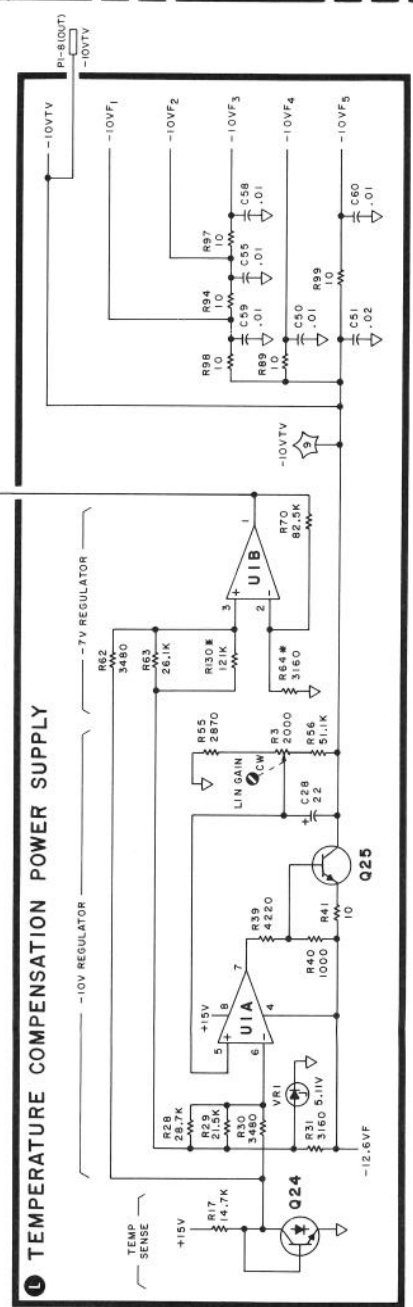 L TEMPERATURE COMPENSATION POWER SUPPLY
-10V REGULATOR
-7V REGULATOR
TEMP
SENSE
+15V
R17
14.7K
Q24
R28
28.7K
R29
21.5K
R30
3480
R31
3160
-12.6VF
VR1
5.11V
+15V
5
+
8
6
-
4
7
U1A
R39
4220
R40
1000
R41
10
Q25
R55
2870
LIN GAIN
CW
R3
2000
R56
51.1K
+
C28
22
R62
3480
R63
26.1K
R130*
121K
3
+
2
-
1
U1B
R64*
3160
R70
82.5K
-10VTV
9
R98
10
C59
.01
R94
10
C55
.01
R97
10
C58
.01
R89
10
C50
.01
C51
.02
R99
10
C60
.01
P1-8(OUT)
-10VTV
-10VTV
-10VF1
-10VF2
-10VF3
-10VF4
-10VF5